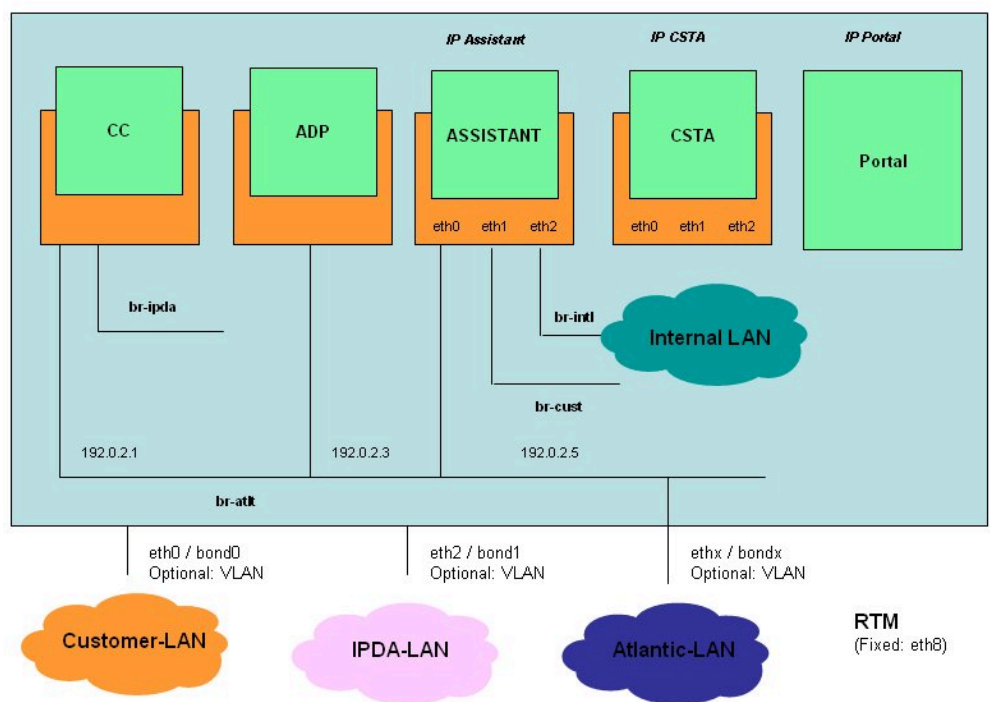 IP Assistant
IP CSTA
IP Portal
CC
ADP
ASSISTANT
CSTA
Portal
eth0 eth1 eth2
eth0 eth1 eth2
br-ipda
br-intl
Internal LAN
br-cust
192.0.2.1
192.0.2.3
192.0.2.5
br-atlt
eth0 / bond0
Optional: VLAN
eth2 / bond1
Optional: VLAN
ethx / bondx
Optional: VLAN
Customer-LAN
IPDA-LAN
Atlantic-LAN
RTM
(Fixed: eth8)